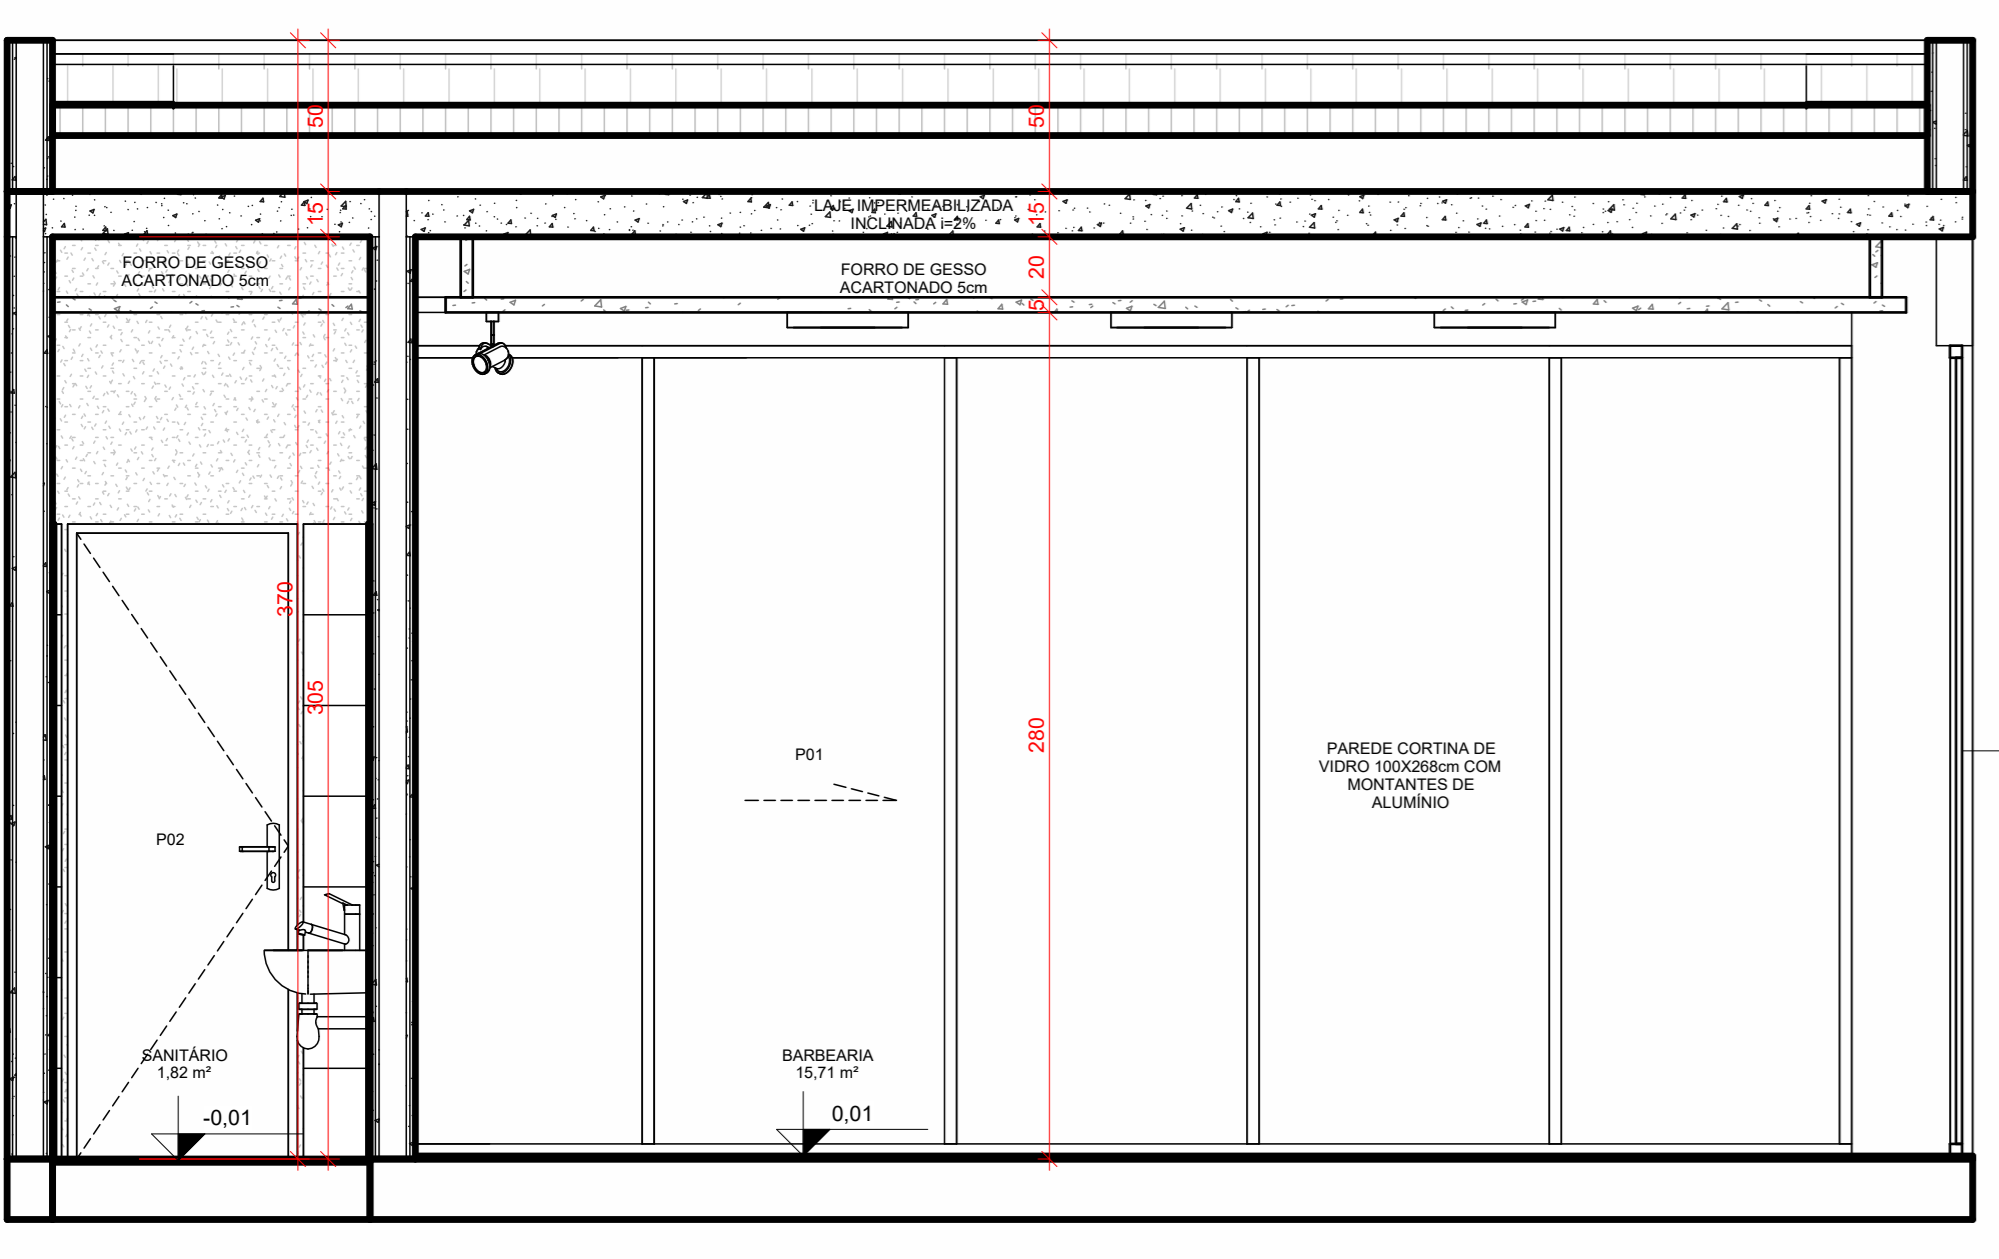 50
50
15
LAJE IMPERMEABILIZADA
INCLINADA i=2%
15
FORRO DE GESSO
ACARTONADO 5cm
FORRO DE GESSO
ACARTONADO 5cm
20
5
370
305
280
P01
PAREDE CORTINA DE
VIDRO 100X268cm COM
MONTANTES DE
ALUMÍNIO
P02
SANITÁRIO
1,82 m²
-0,01
BARBEARIA
15,71 m²
0,01